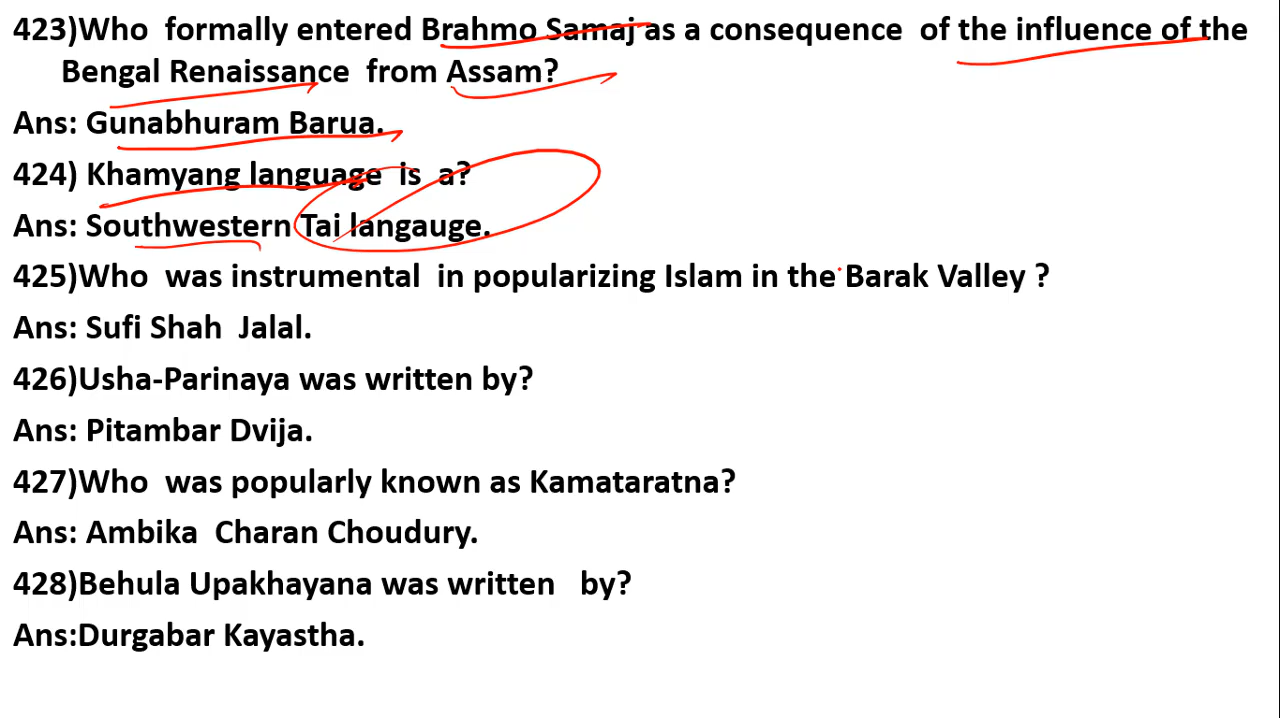 423)Who formally entered Brahmo Samaj as a consequence of the influence of the
Bengal Renaissance from Assam?
Ans: Gunabhuram Barua.
424) Khamyang language is a?
Ans: Southwestern Tai langauge.
425)Who was instrumental in popularizing Islam in the Barak Valley ?
Ans: Sufi Shah Jalal.
426)Usha-Parinaya was written by?
Ans: Pitambar Dvija.
427)Who was popularly known as Kamataratna?
Ans: Ambika Charan Choudury.
428)Behula Upakhayana was written by?
Ans:Durgabar Kayastha.